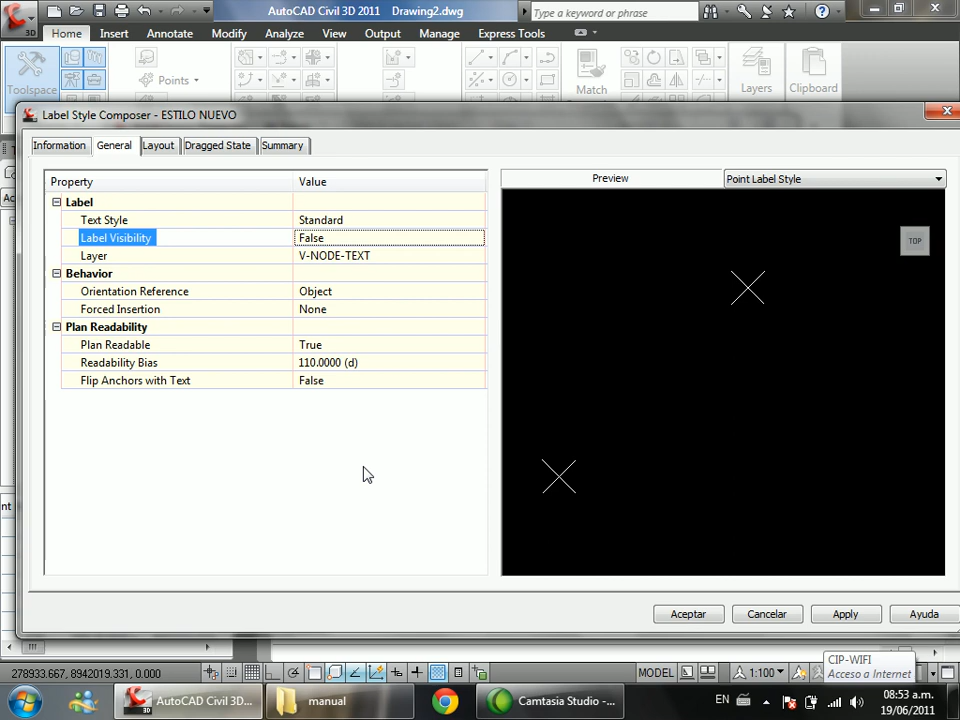 AutoCAD Civil 3D 2011 Drawing2.dwg
Type a keyword or phrase
3D
Home Insert Annotate Modify Analyze View Output Manage Express Tools
Toolspace
Points
Match
Layers
Clipboard
Label Style Composer - ESTILO NUEVO
Information General Layout Dragged State Summary
Property Value
Preview
Point Label Style
Label
Text Style Standard
Label Visibility False
Layer V-NODE-TEXT
Behavior
Orientation Reference Object
Forced Insertion None
Plan Readability
Plan Readable True
Readability Bias 110.0000 (d)
Flip Anchors with Text False
TOP
Aceptar Cancelar Apply Ayuda
278933.667, 8942019.331, 0.000
MODEL
1:100
CIP-WIFI
Acceso a Internet
AutoCAD Civil 3D...
manual
Camtasia Studio -...
EN
08:53 a.m.
19/06/2011